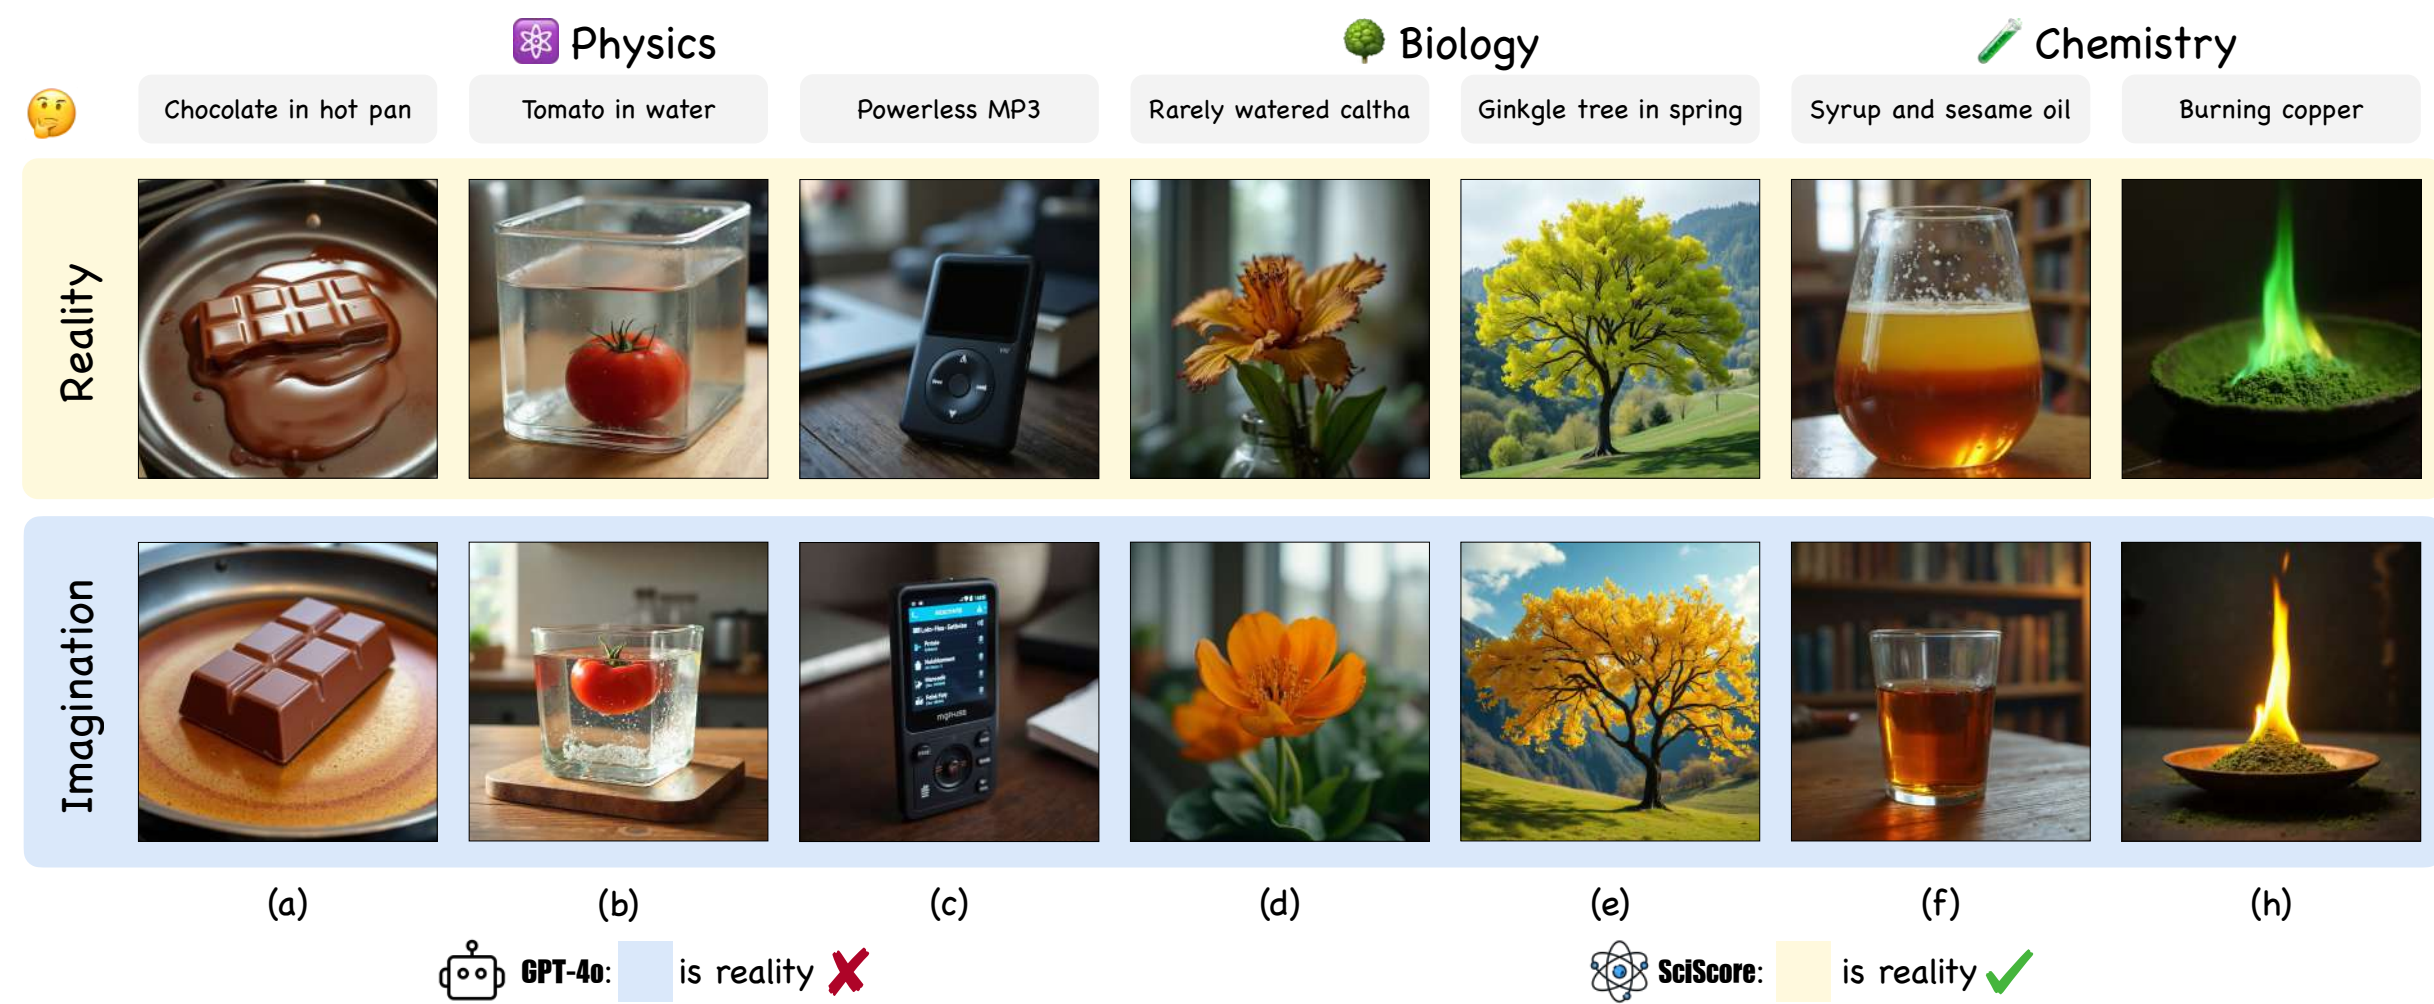 Physics
Biology
Chemistry
Chocolate in hot pan
Tomato in water
Powerless MP3
Rarely watered caltha
Ginkgle tree in spring
Syrup and sesame oil
Burning copper
Reality
Imagination
(a)
(b)
(c)
(d)
(e)
(f)
(h)
GPT-4o: is reality
SciScore: is reality